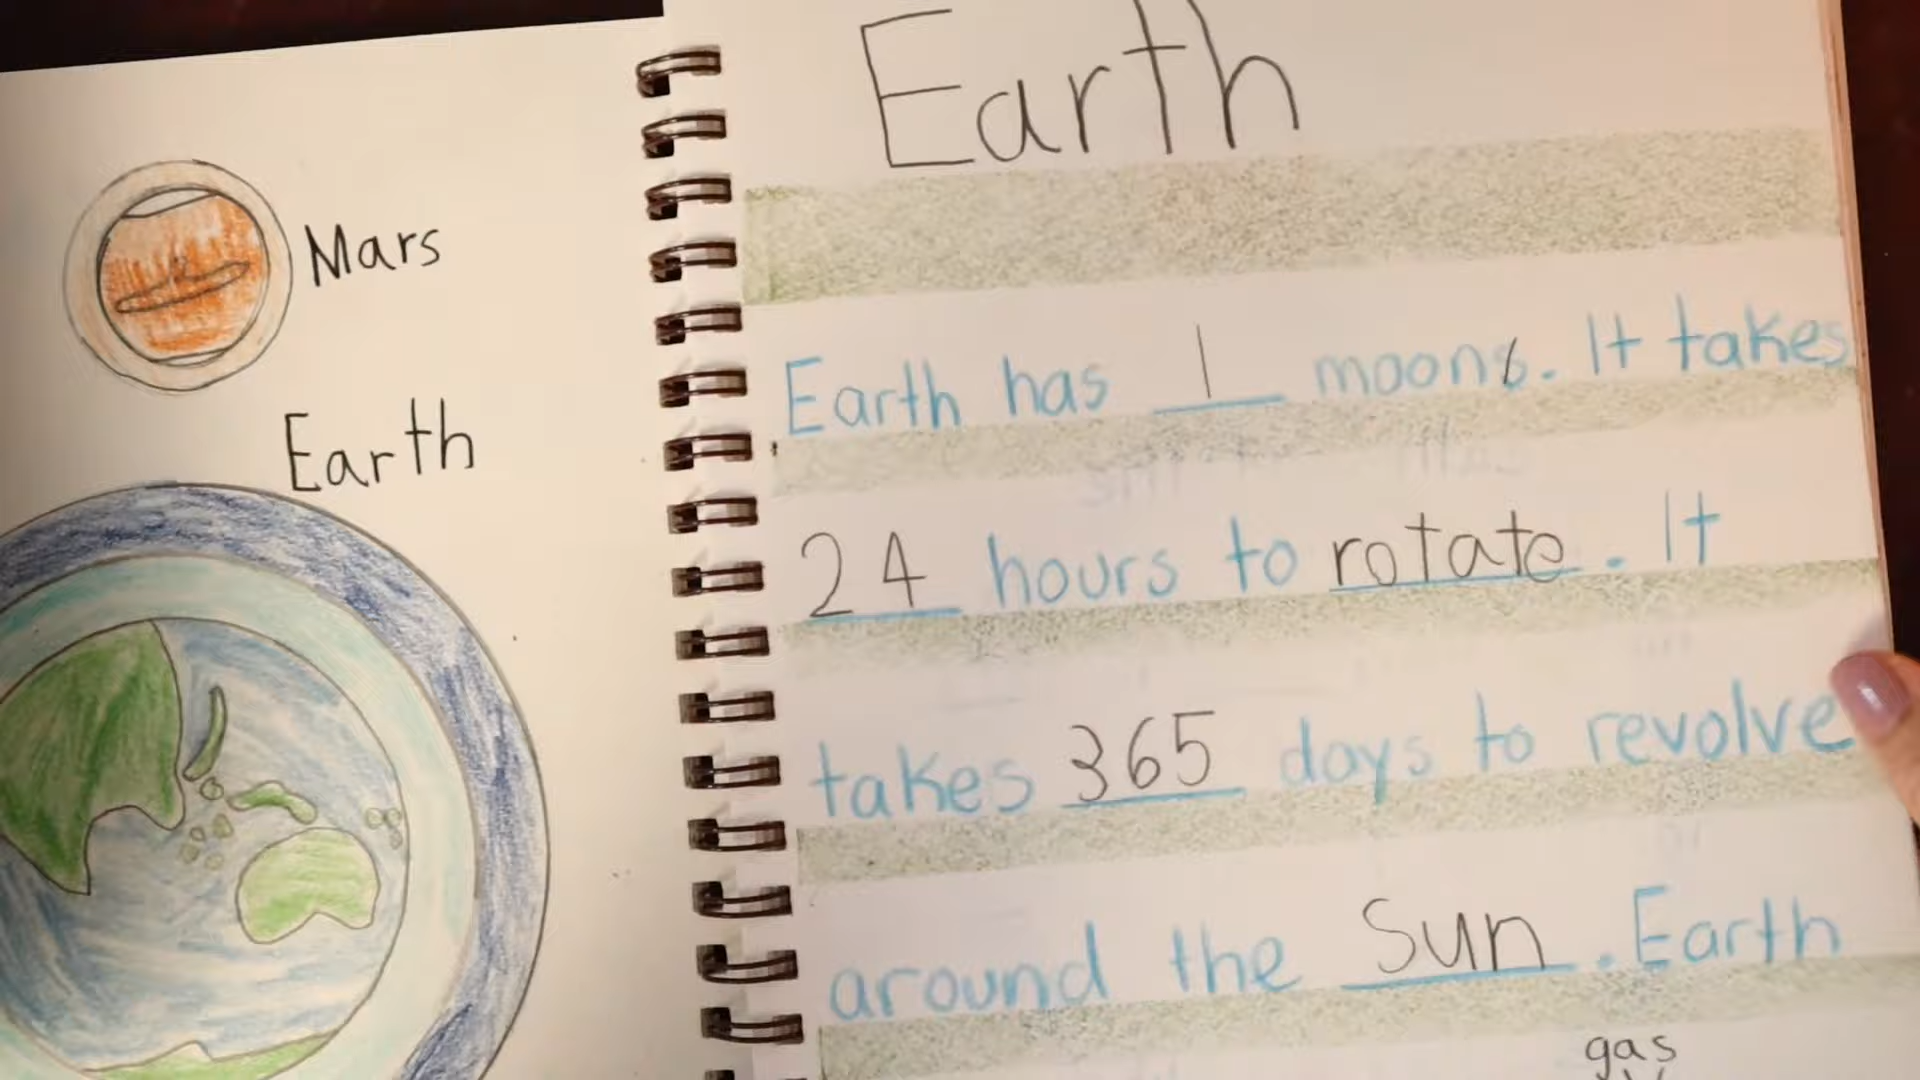 Mars
Earth
Earth
Earth has 1 moons. It takes
24 hours to rotate. It
takes 365 days to revolve
around the Sun. Earth
gas